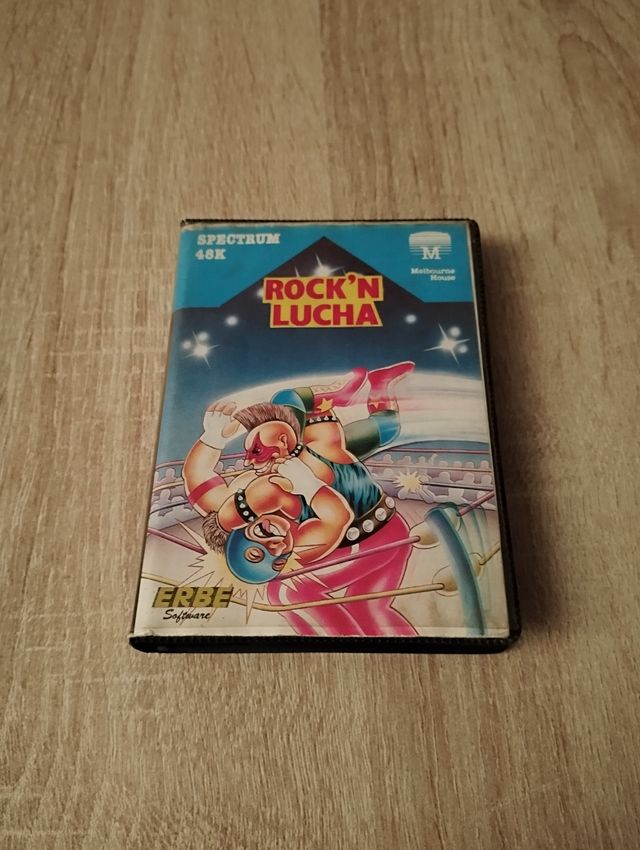 SPECTRUM
48K
M
Melbourne
House
ROCK'N
LUCHA
ERBE
Software